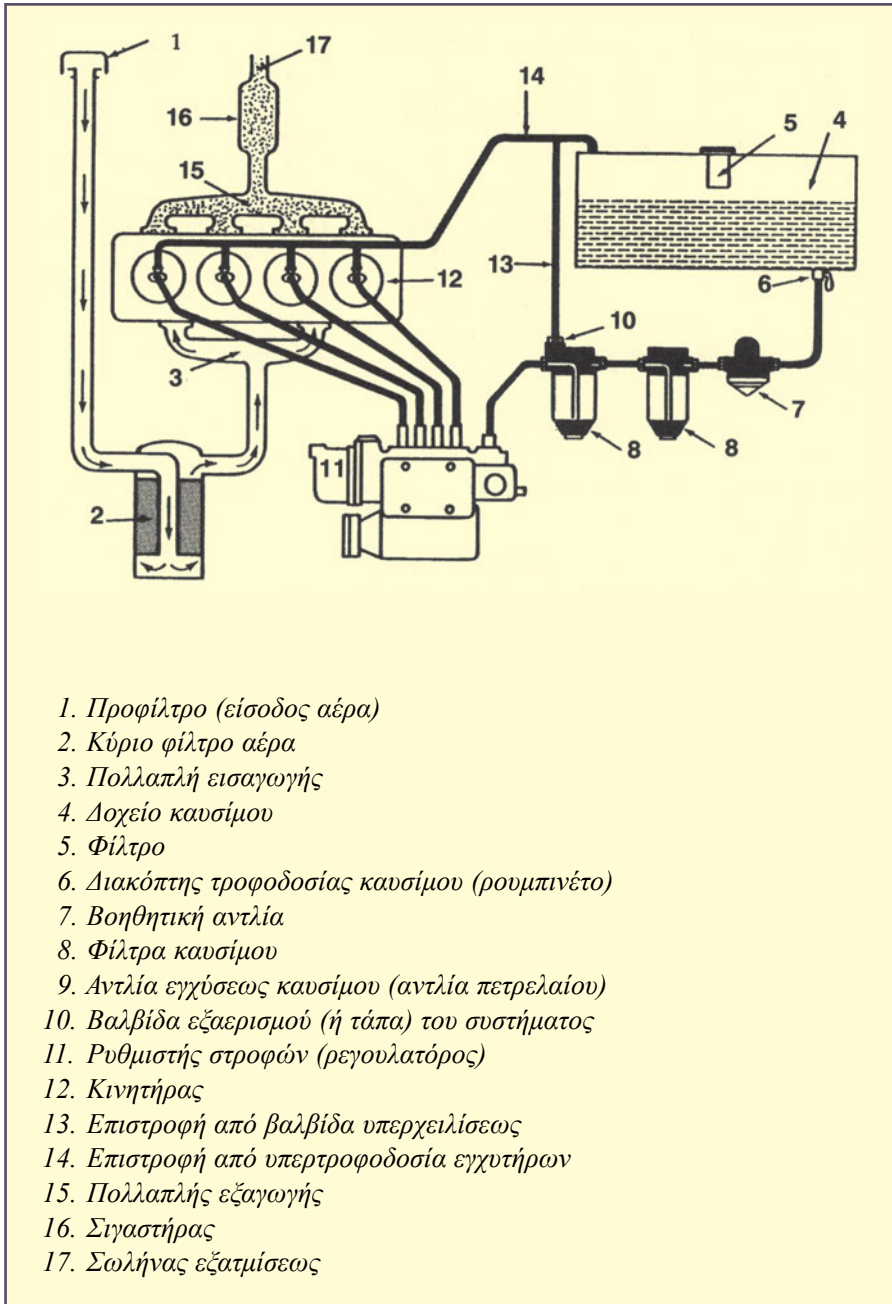 1
17
14
16
5
4
15
13
12
6
10
3
7
11
8
8
2
1. Προφίλτρο (είσοδος αέρα)
2. Κύριο φίλτρο αέρα
3. Πολλαπλή εισαγωγής
4. Δοχείο καυσίμου
5. Φίλτρο
6. Διακόπτης τροφοδοσίας καυσίμου (ρουμπινέτο)
7. Βοηθητική αντλία
8. Φίλτρα καυσίμου
9. Αντλία εγχύσεως καυσίμου (αντλία πετρελαίου)
10. Βαλβίδα εξαερισμού (ή τάπα) του συστήματος
11. Ρυθμιστής στροφών (ρεγουλατόρος)
12. Κινητήρας
13. Επιστροφή από βαλβίδα υπερχειλίσεως
14. Επιστροφή από υπερτροφοδοσία εγχυτήρων
15. Πολλαπλής εξαγωγής
16. Σιγαστήρας
17. Σωλήνας εξατμίσεως